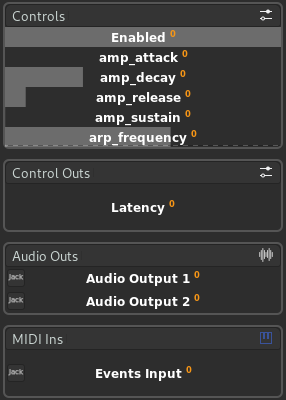 Controls
Enabled 0
amp_attack 0
amp_decay 0
amp_release 0
amp_sustain 0
arp_frequency 0
Control Outs
Latency 0
Audio Outs
Jack Audio Output 1 0
Jack Audio Output 2 0
MIDI Ins
Jack Events Input 0